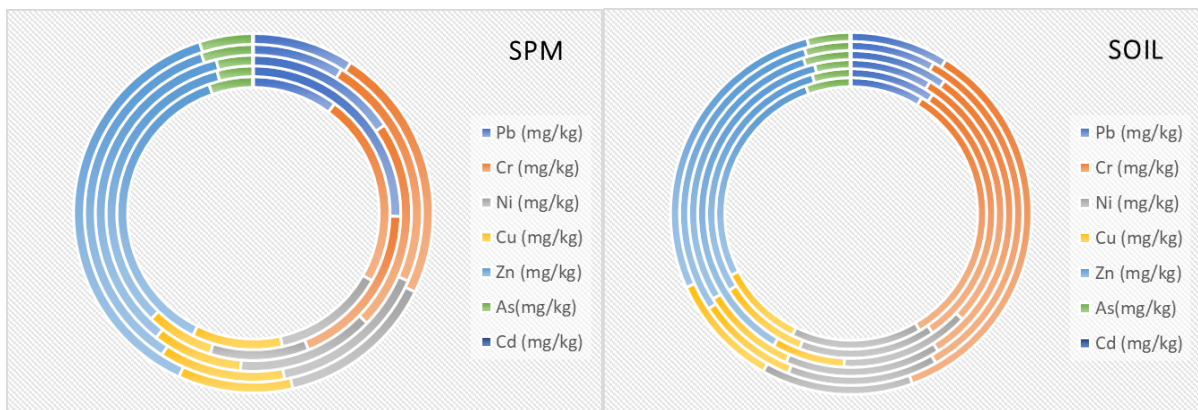 SPM
Pb (mg/kg)
Cr (mg/kg)
Ni (mg/kg)
Cu (mg/kg)
Zn (mg/kg)
As(mg/kg)
Cd (mg/kg)
SOIL
Pb (mg/kg)
Cr (mg/kg)
Ni (mg/kg)
Cu (mg/kg)
Zn (mg/kg)
As(mg/kg)
Cd (mg/kg)